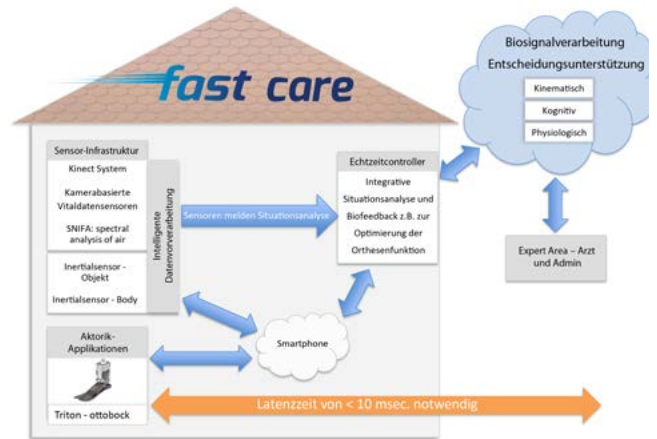 fast care
Biosignalverarbeitung
Entscheidungsunterstützung
Kinematisch
Kognitiv
Physiologisch
Sensor-Infrastruktur
Kinect System
Kamerabasierte
Vitaldatensensoren
SNIFA: spectral
analysis of air
Inertialsensor -
Objekt
Inertialsensor - Body
Intelligente
Datenvorverarbeitung
Sensoren melden Situationsanalyse
Echtzeitcontroller
Integrative
Situationsanalyse und
Biofeedback z.B. zur
Optimierung der
Orthesenfunktion
Expert Area – Arzt
und Admin
Smartphone
Aktorik-
Applikationen
Triton - ottobock
Latenzzeit von < 10 msec. notwendig